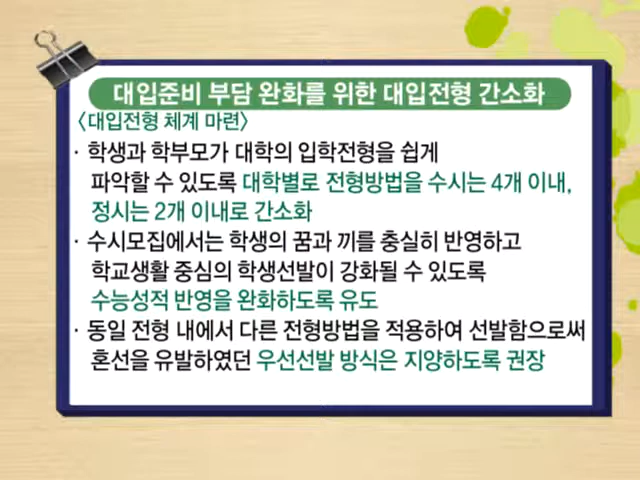 대입준비 부담 완화를 위한 대입전형 간소화
<대입전형 체계 마련>
· 학생과 학부모가 대학의 입학전형을 쉽게
파악할 수 있도록 대학별로 전형방법을 수시는 4개 이내,
정시는 2개 이내로 간소화
· 수시모집에서는 학생의 꿈과 끼를 충실히 반영하고
학교생활 중심의 학생선발이 강화될 수 있도록
수능성적 반영을 완화하도록 유도
· 동일 전형 내에서 다른 전형방법을 적용하여 선발함으로써
혼선을 유발하였던 우선선발 방식은 지양하도록 권장